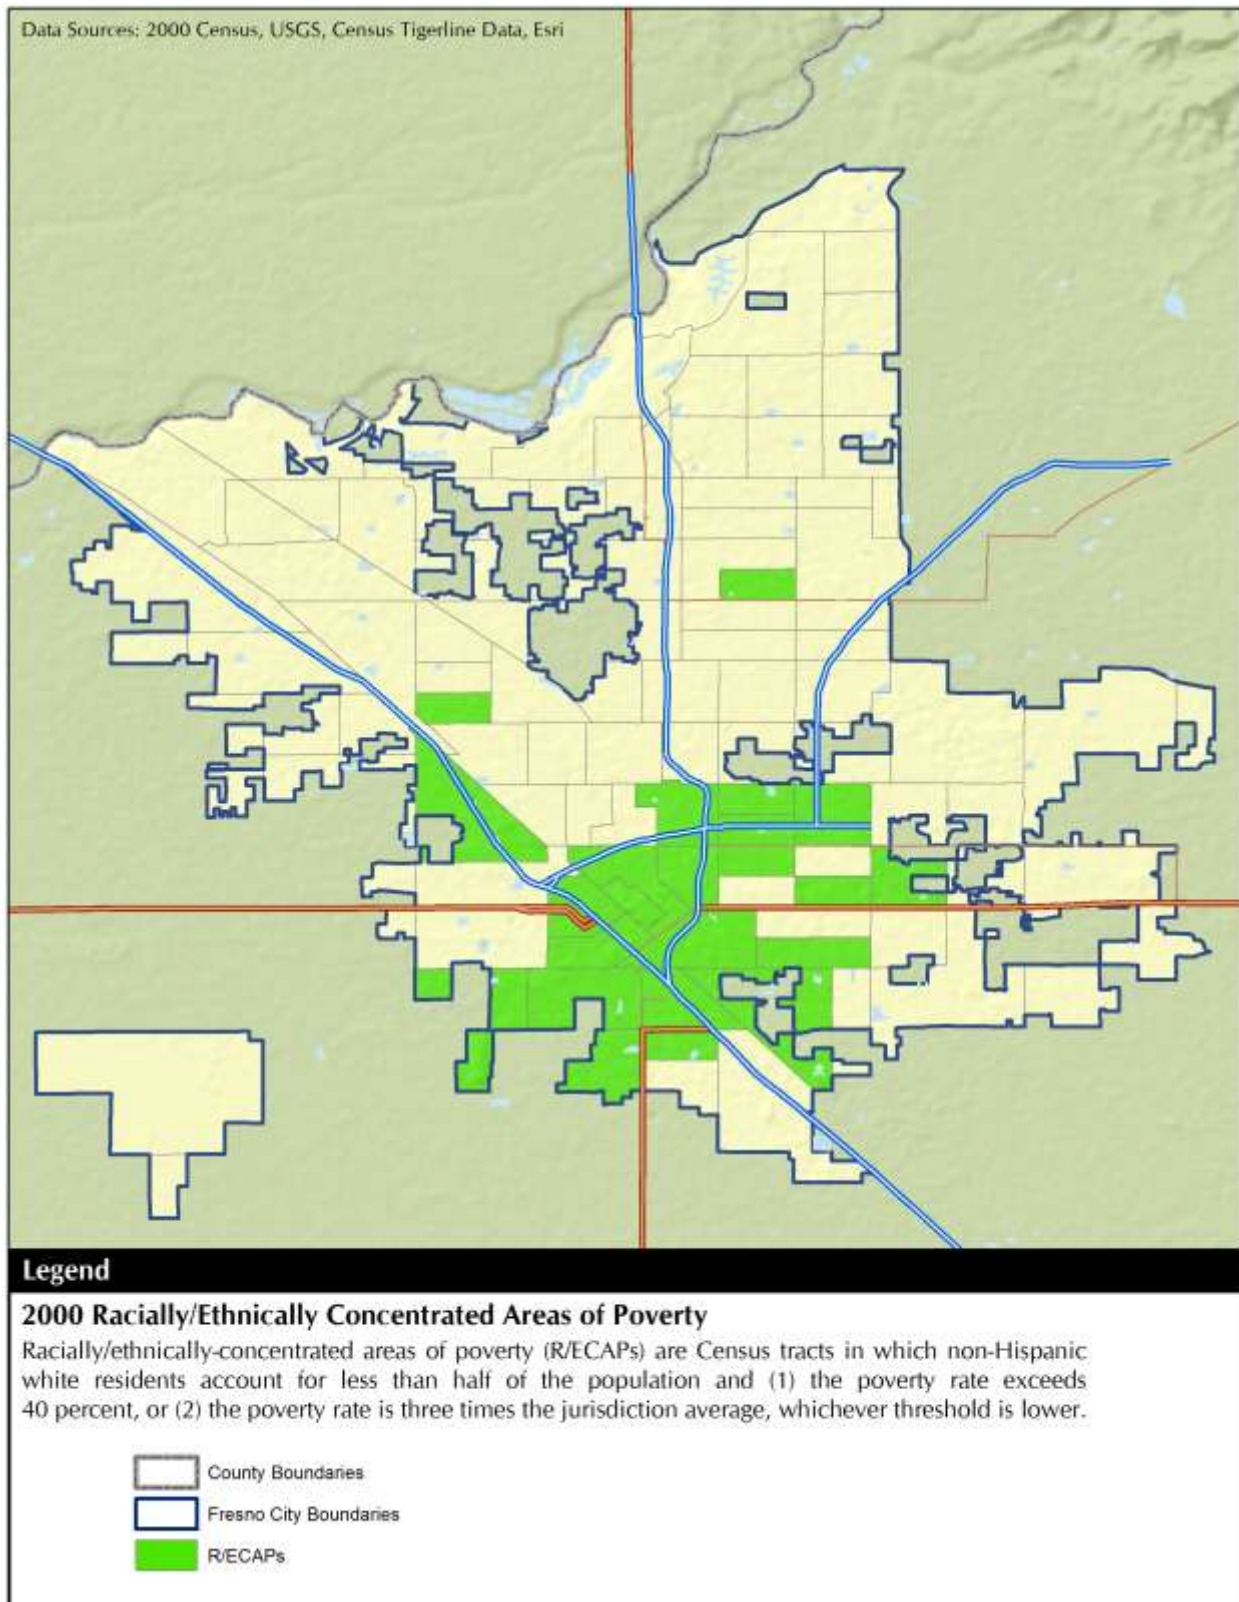 Data Sources: 2000 Census, USGS, Census Tigerline Data, Esri
Legend
2000 Racially/Ethnically Concentrated Areas of Poverty
Racially/ethnically-concentrated areas of poverty (R/ECAPs) are Census tracts in which non-Hispanic
white residents account for less than half of the population and (1) the poverty rate exceeds
40 percent, or (2) the poverty rate is three times the jurisdiction average, whichever threshold is lower.
County Boundaries
Fresno City Boundaries
R/ECAPs